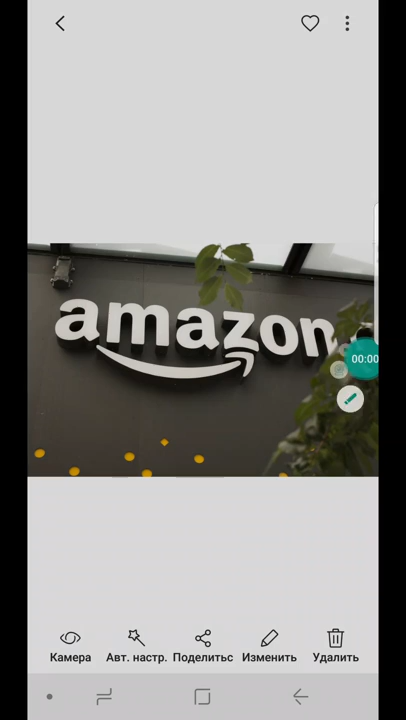 amazon
00:00
Камера
Авт. настр.
Поделитьс
Изменить
Удалить